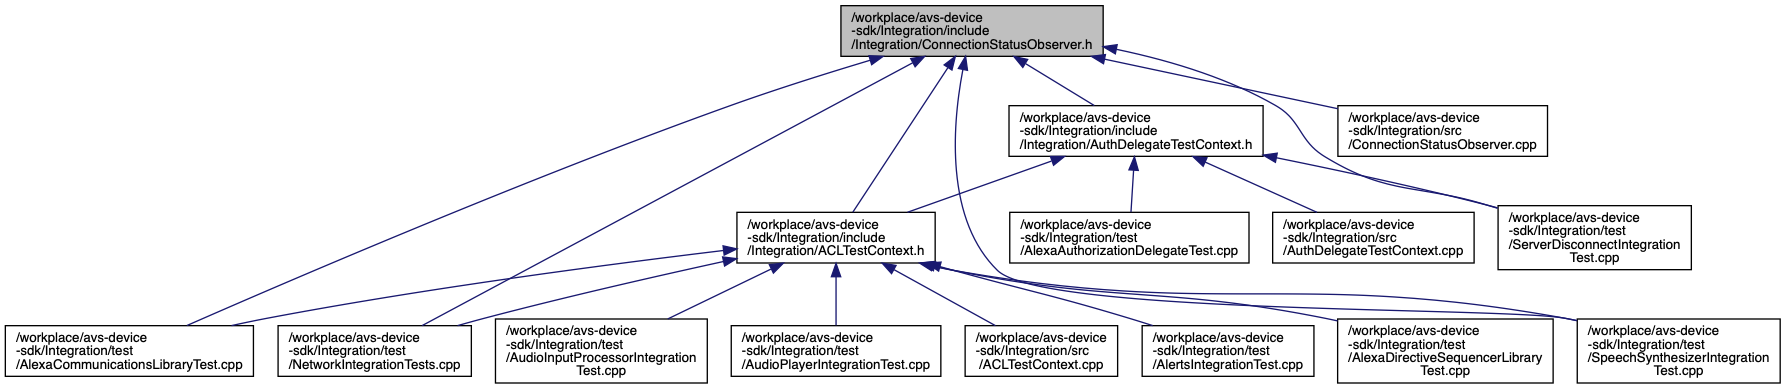 /workplace/avs-device
-sdk/Integration/include
/Integration/ConnectionStatusObserver.h
/workplace/avs-device
-sdk/Integration/include
/Integration/AuthDelegateTestContext.h
/workplace/avs-device
-sdk/Integration/src
/ConnectionStatusObserver.cpp
/workplace/avs-device
-sdk/Integration/include
/Integration/ACLTestContext.h
/workplace/avs-device
-sdk/Integration/test
/AlexaAuthorizationDelegateTest.cpp
/workplace/avs-device
-sdk/Integration/src
/AuthDelegateTestContext.cpp
/workplace/avs-device
-sdk/Integration/test
/ServerDisconnectIntegration
Test.cpp
/workplace/avs-device
-sdk/Integration/test
/AlexaCommunicationsLibraryTest.cpp
/workplace/avs-device
-sdk/Integration/test
/NetworkIntegrationTests.cpp
/workplace/avs-device
-sdk/Integration/test
/AudioInputProcessorIntegration
Test.cpp
/workplace/avs-device
-sdk/Integration/test
/AudioPlayerIntegrationTest.cpp
/workplace/avs-device
-sdk/Integration/src
/ACLTestContext.cpp
/workplace/avs-device
-sdk/Integration/test
/AlertsIntegrationTest.cpp
/workplace/avs-device
-sdk/Integration/test
/AlexaDirectiveSequencerLibrary
Test.cpp
/workplace/avs-device
-sdk/Integration/test
/SpeechSynthesizerIntegration
Test.cpp